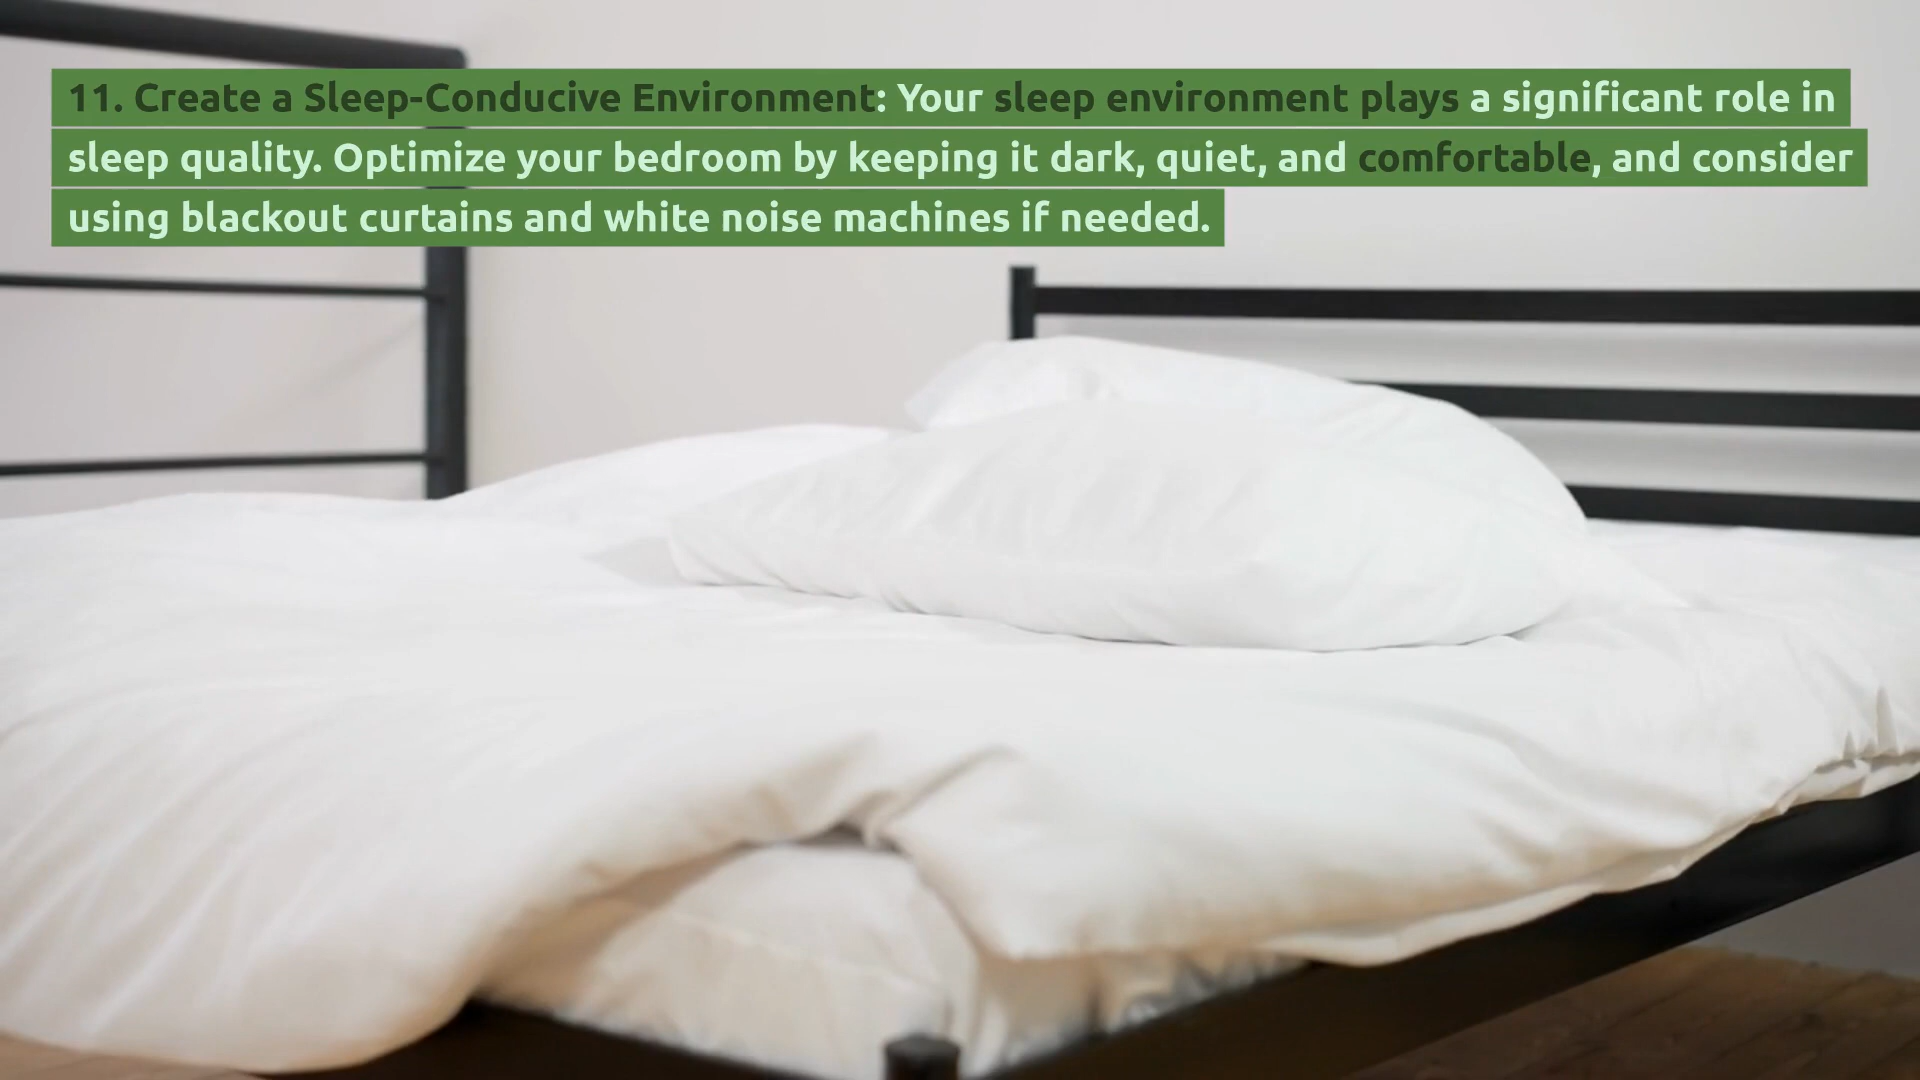 11. Create a Sleep-Conducive Environment: Your sleep environment plays a significant role in
sleep quality. Optimize your bedroom by keeping it dark, quiet, and comfortable, and consider
using blackout curtains and white noise machines if needed.